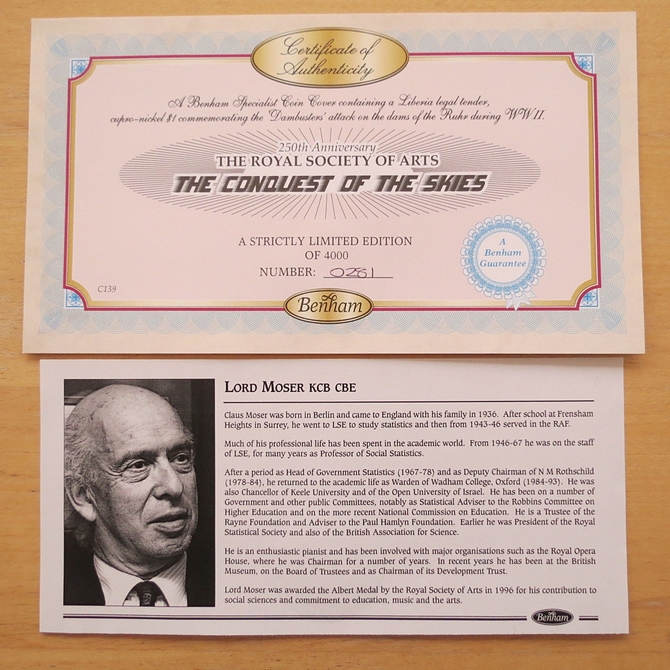 Certificate of
Authenticity
A Benham Specialist Coin Cover containing a Liberia legal tender,
cupro-nickel $1 commemorating the 'Dambusters' attack on the dams of the Ruhr during WWII.
250th Anniversary
THE ROYAL SOCIETY OF ARTS
THE CONQUEST OF THE SKIES
A STRICTLY LIMITED EDITION
OF 4000
NUMBER: 0281
A
Benham
Guarantee
C139
Benham
LORD MOSER KCB CBE
Claus Moser was born in Berlin and came to England with his family in 1936. After school at Frensham
Heights in Surrey, he went to LSE to study statistics and then from 1943-46 served in the RAF.
Much of his professional life has been spent in the academic world. From 1946-67 he was on the staff
of LSE, for many years as Professor of Social Statistics.
After a period as Head of Government Statistics (1967-78) and as Deputy Chairman of N M Rothschild
(1978-84), he returned to the academic life as Warden of Wadham College, Oxford (1984-93). He was
also Chancellor of Keele University and of the Open University of Israel. He has been on a number of
Government and other public Committees, notably as Statistical Adviser to the Robbins Committee on
Higher Education and on the more recent National Commission on Education. He is a Trustee of the
Rayne Foundation and Adviser to the Paul Hamlyn Foundation. Earlier he was President of the Royal
Statistical Society and also of the British Association for Science.
He is an enthusiastic pianist and has been involved with major organisations such as the Royal Opera
House, where he was Chairman for a number of years. In recent years he has been at the British
Museum, on the Board of Trustees and as Chairman of its Development Trust.
Lord Moser was awarded the Albert Medal by the Royal Society of Arts in 1996 for his contribution to
social sciences and commitment to education, music and the arts.
Benham